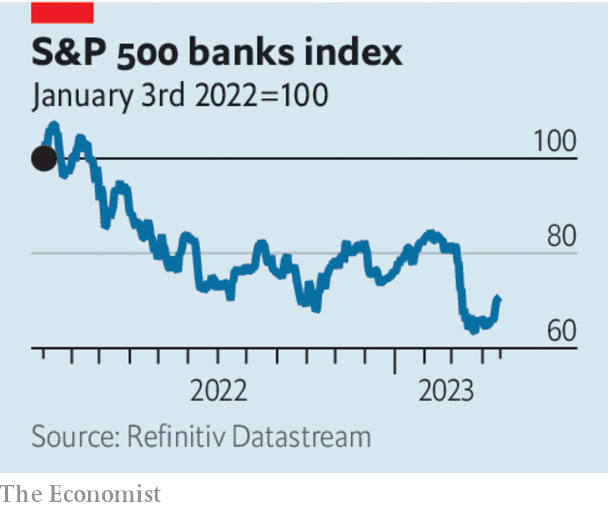 S&P 500 banks index
January 3rd 2022=100
100
80
60
2022 2023
Source: Refinitiv Datastream
The Economist